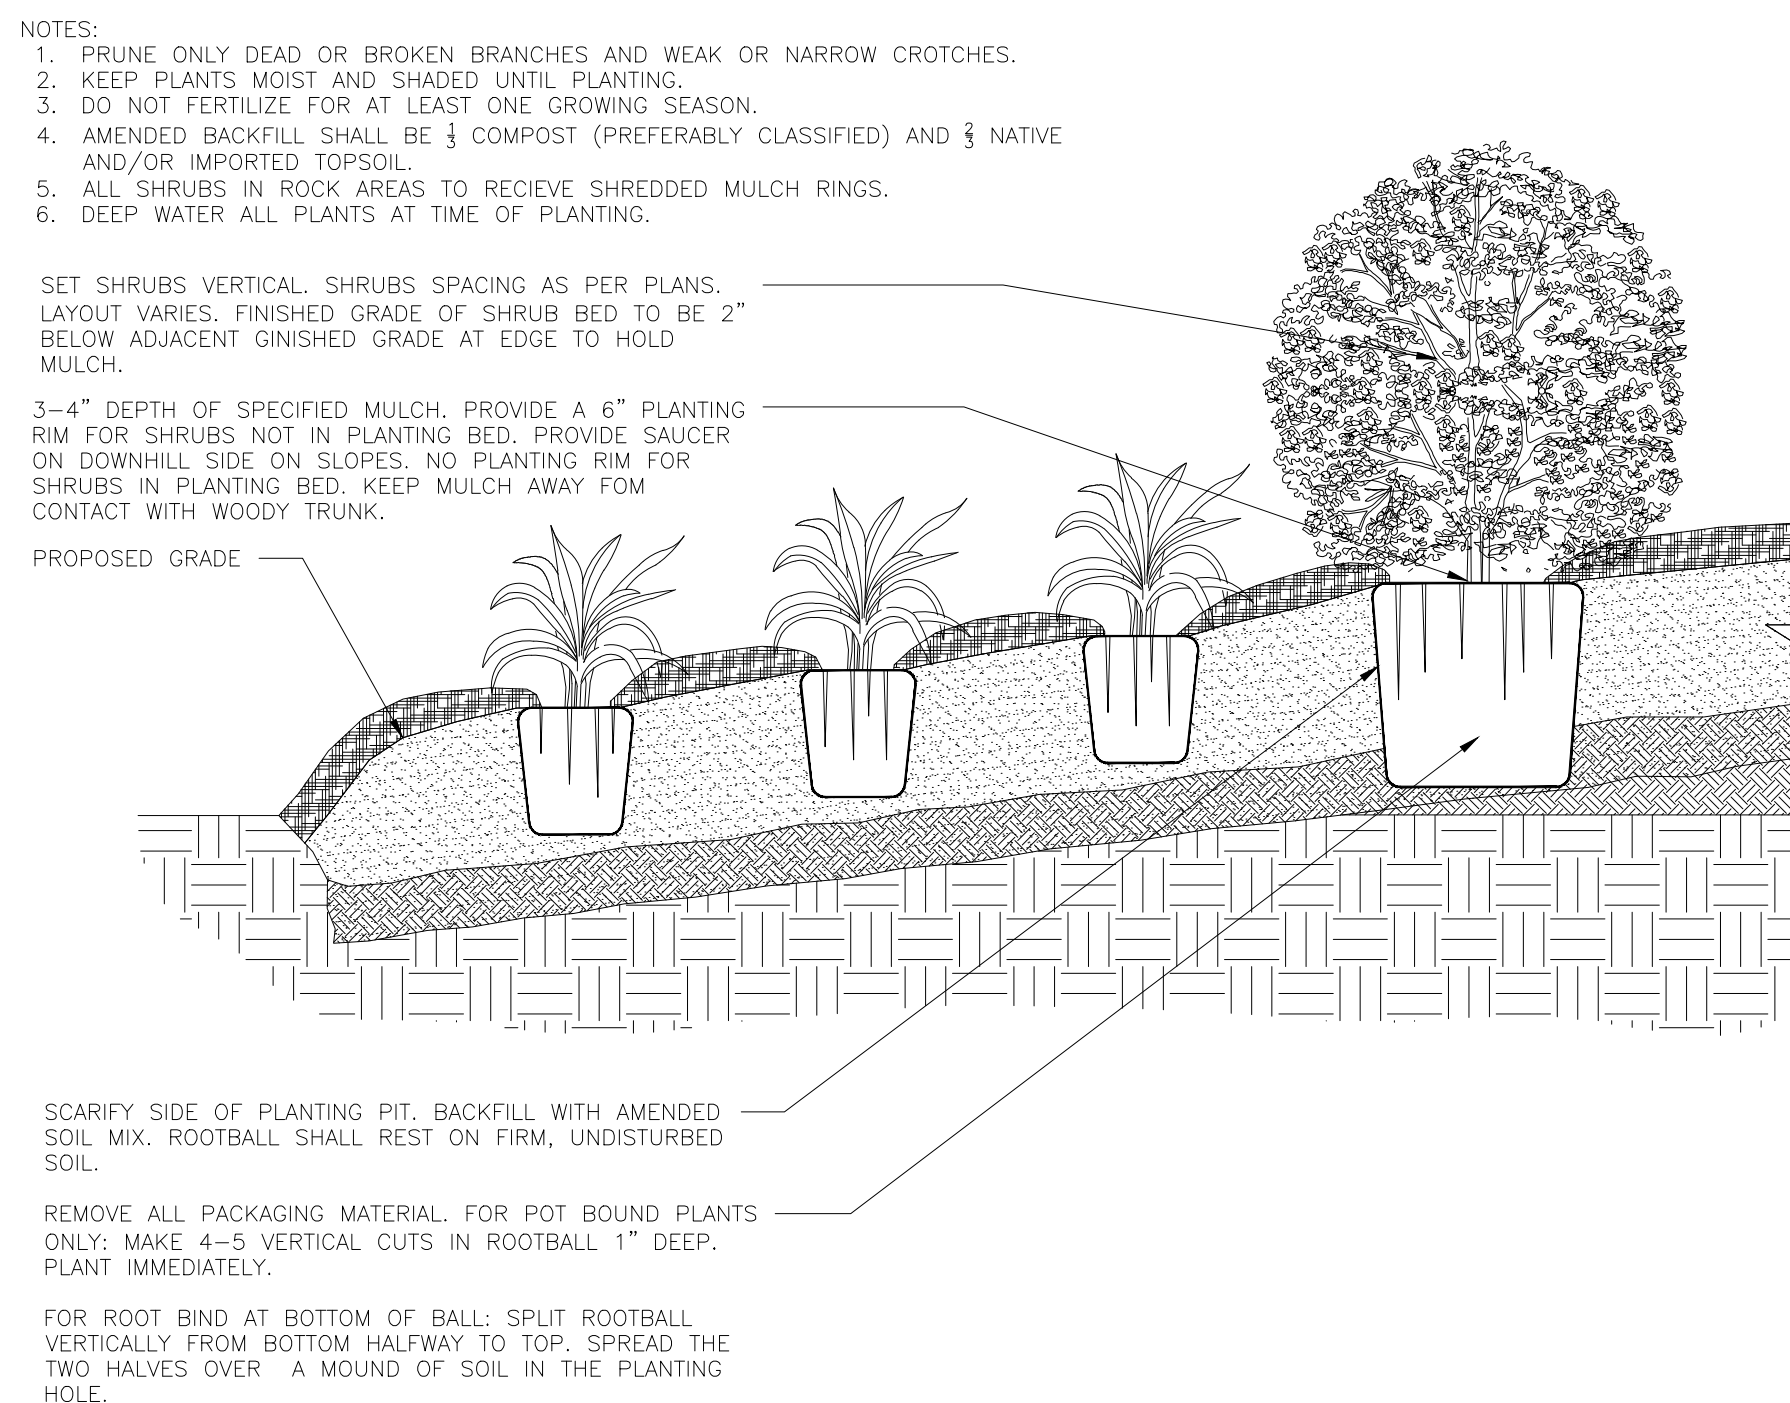 NOTES:
1. PRUNE ONLY DEAD OR BROKEN BRANCHES AND WEAK OR NARROW CROTCHES.
2. KEEP PLANTS MOIST AND SHADED UNTIL PLANTING.
3. DO NOT FERTILIZE FOR AT LEAST ONE GROWING SEASON.
4. AMENDED BACKFILL SHALL BE 1/3 COMPOST (PREFERABLY CLASSIFIED) AND 2/3 NATIVE
AND/OR IMPORTED TOPSOIL.
5. ALL SHRUBS IN ROCK AREAS TO RECIEVE SHREDDED MULCH RINGS.
6. DEEP WATER ALL PLANTS AT TIME OF PLANTING.
SET SHRUBS VERTICAL. SHRUBS SPACING AS PER PLANS.
LAYOUT VARIES. FINISHED GRADE OF SHRUB BED TO BE 2"
BELOW ADJACENT GINISHED GRADE AT EDGE TO HOLD
MULCH.
3-4" DEPTH OF SPECIFIED MULCH. PROVIDE A 6" PLANTING
RIM FOR SHRUBS NOT IN PLANTING BED. PROVIDE SAUCER
ON DOWNHILL SIDE ON SLOPES. NO PLANTING RIM FOR
SHRUBS IN PLANTING BED. KEEP MULCH AWAY FOM
CONTACT WITH WOODY TRUNK.
PROPOSED GRADE
SCARIFY SIDE OF PLANTING PIT. BACKFILL WITH AMENDED
SOIL MIX. ROOTBALL SHALL REST ON FIRM, UNDISTURBED
SOIL.
REMOVE ALL PACKAGING MATERIAL. FOR POT BOUND PLANTS
ONLY: MAKE 4-5 VERTICAL CUTS IN ROOTBALL 1" DEEP.
PLANT IMMEDIATELY.
FOR ROOT BIND AT BOTTOM OF BALL: SPLIT ROOTBALL
VERTICALLY FROM BOTTOM HALFWAY TO TOP. SPREAD THE
TWO HALVES OVER A MOUND OF SOIL IN THE PLANTING
HOLE.